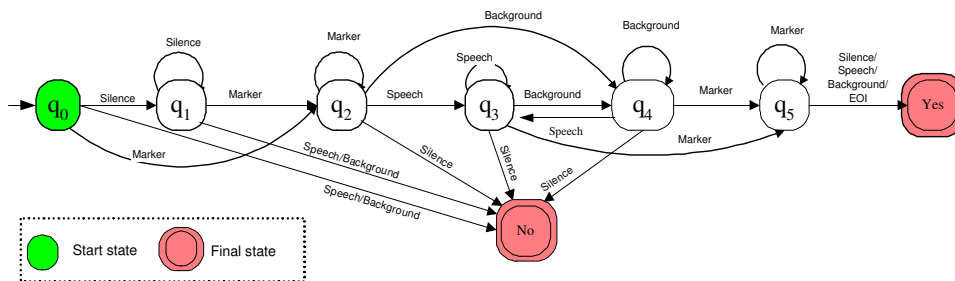 Background
Silence
Marker
Background
Marker
Speech
Silence/
Speech/
Background/
EOI
q0
Silence
q1
Marker
q2
Speech
q3
Background
q4
Marker
q5
Yes
Speech
Marker
Marker
Speech/Background
Silence
Silence
Silence
Speech/Background
No
Start state
Final state